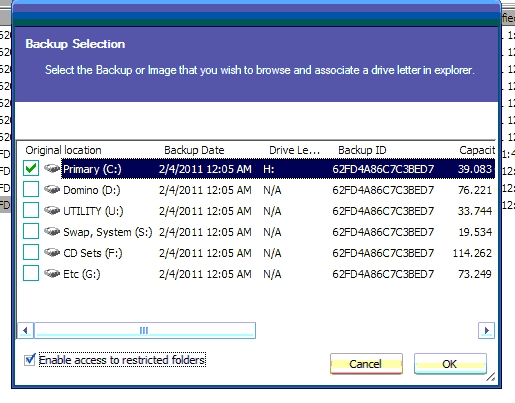 Backup Selection
Select the Backup or Image that you wish to browse and associate a drive letter in explorer.
Original location Backup Date Drive Le... Backup ID Capacit
Primary (C:) 2/4/2011 12:05 AM H: 62FD4A86C7C3BED7 39.083
Domino (D:) 2/4/2011 12:05 AM N/A 62FD4A86C7C3BED7 76.221
UTILITY (U:) 2/4/2011 12:05 AM N/A 62FD4A86C7C3BED7 33.744
Swap, System (S:) 2/4/2011 12:05 AM N/A 62FD4A86C7C3BED7 19.534
CD Sets (F:) 2/4/2011 12:05 AM N/A 62FD4A86C7C3BED7 114.262
Etc (G:) 2/4/2011 12:05 AM N/A 62FD4A86C7C3BED7 73.249
Enable access to restricted folders
Cancel OK